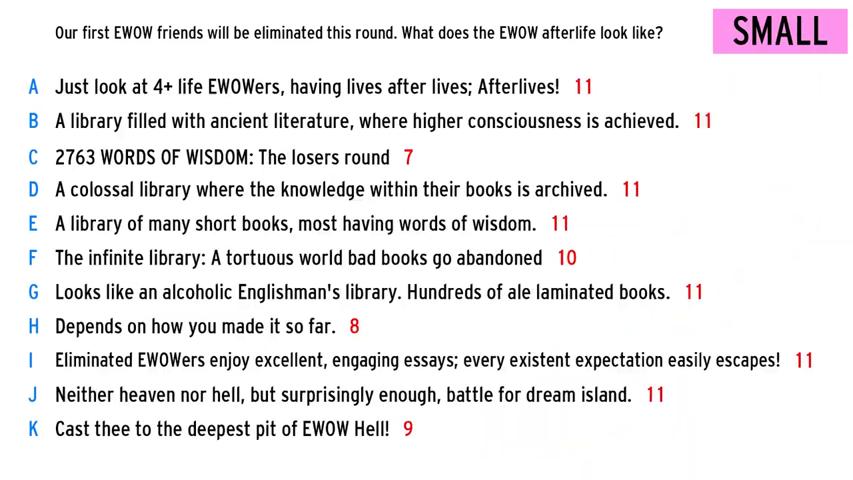 Our first EWOW friends will be eliminated this round. What does the EWOW afterlife look like?
SMALL
A Just look at 4+ life EWOWers, having lives after lives; Afterlives! 11
B A library filled with ancient literature, where higher consciousness is achieved. 11
C 2763 WORDS OF WISDOM: The losers round 7
D A colossal library where the knowledge within their books is archived. 11
E A library of many short books, most having words of wisdom. 11
F The infinite library: A tortuous world bad books go abandoned 10
G Looks like an alcoholic Englishman's library. Hundreds of ale laminated books. 11
H Depends on how you made it so far. 8
I Eliminated EWOWers enjoy excellent, engaging essays; every existent expectation easily escapes! 11
J Neither heaven nor hell, but surprisingly enough, battle for dream island. 11
K Cast thee to the deepest pit of EWOW Hell! 9